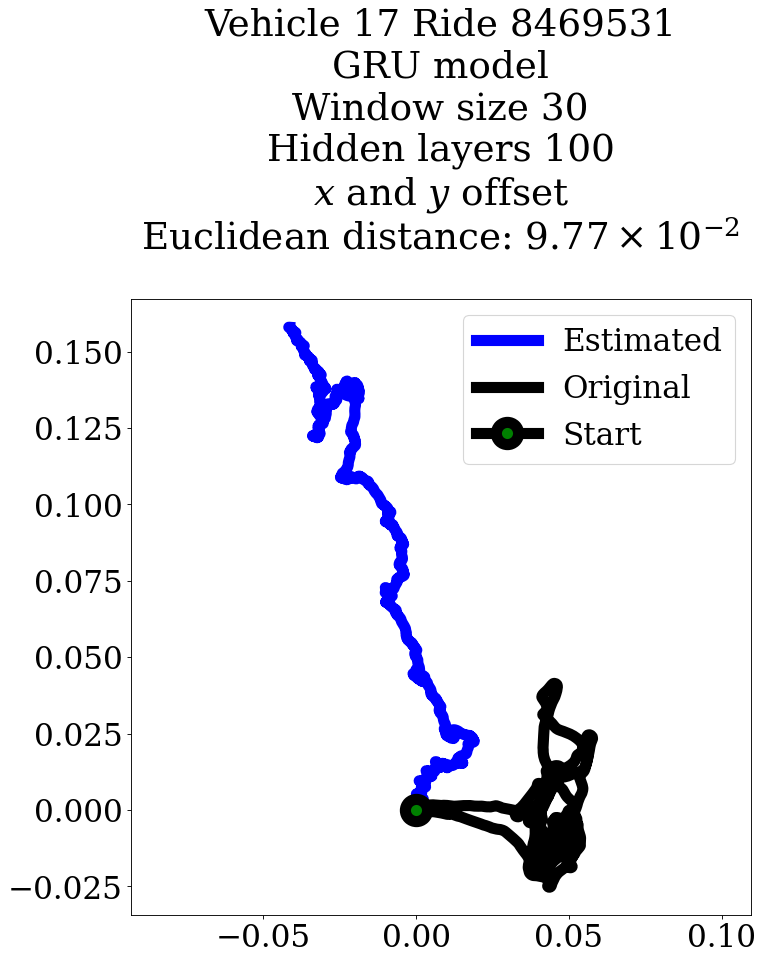 Vehicle 17 Ride 8469531
GRU model
Window size 30
Hidden layers 100
x and y offset
Euclidean distance: 9.77 × 10⁻²
Estimated
Original
Start
0.150
0.125
0.100
0.075
0.050
0.025
0.000
−0.025
−0.05 0.00 0.05 0.10